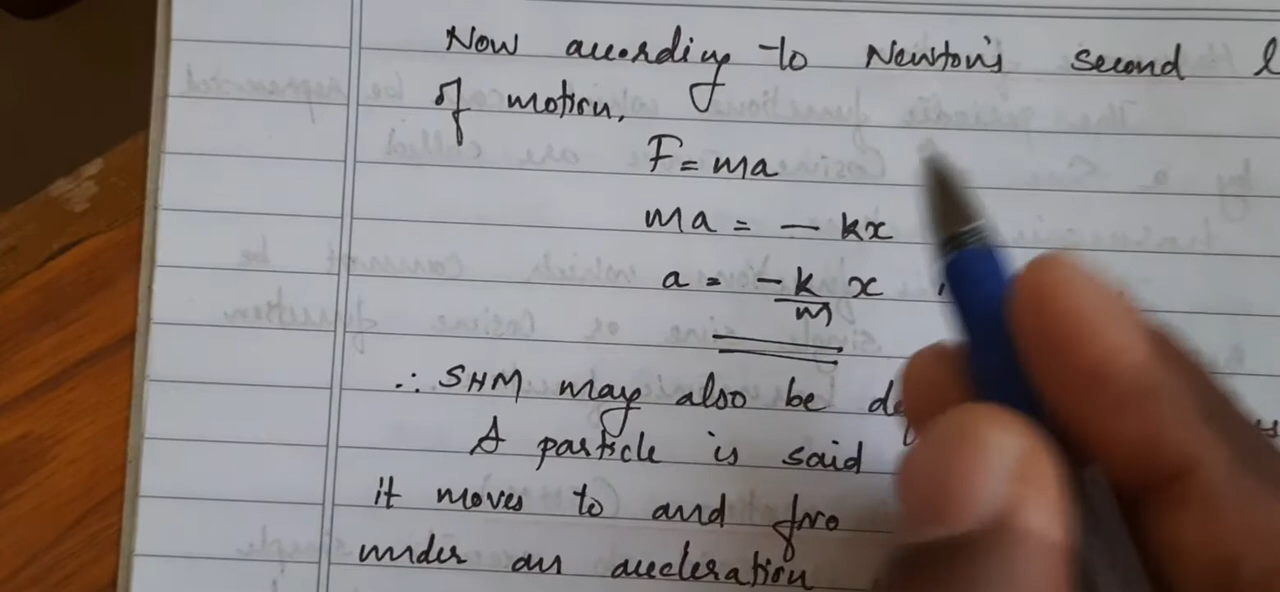 Now according to Newton's second l
of motion,
F = ma
ma = - kx
a = -k/m x
∴ SHM may also be de
A particle is said
it moves to and fro
under an acceleration